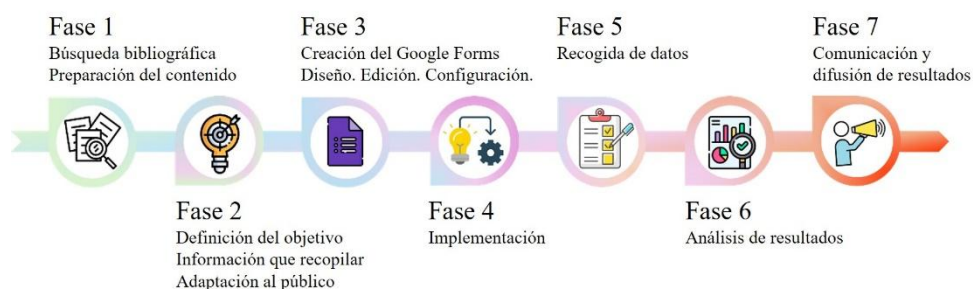 Fase 1
Búsqueda bibliográfica
Preparación del contenido
Fase 2
Definición del objetivo
Información que recopilar
Adaptación al público
Fase 3
Creación del Google Forms
Diseño. Edición. Configuración.
Fase 4
Implementación
Fase 5
Recogida de datos
Fase 6
Análisis de resultados
Fase 7
Comunicación y
difusión de resultados